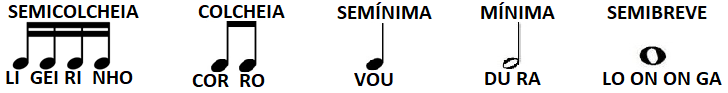 SEMICOLCHEIA COLCHEIA SEMÍNIMA MÍNIMA SEMIBREVE
LI GEI RI NHO COR RO VOU DU RA LO ON ON GA